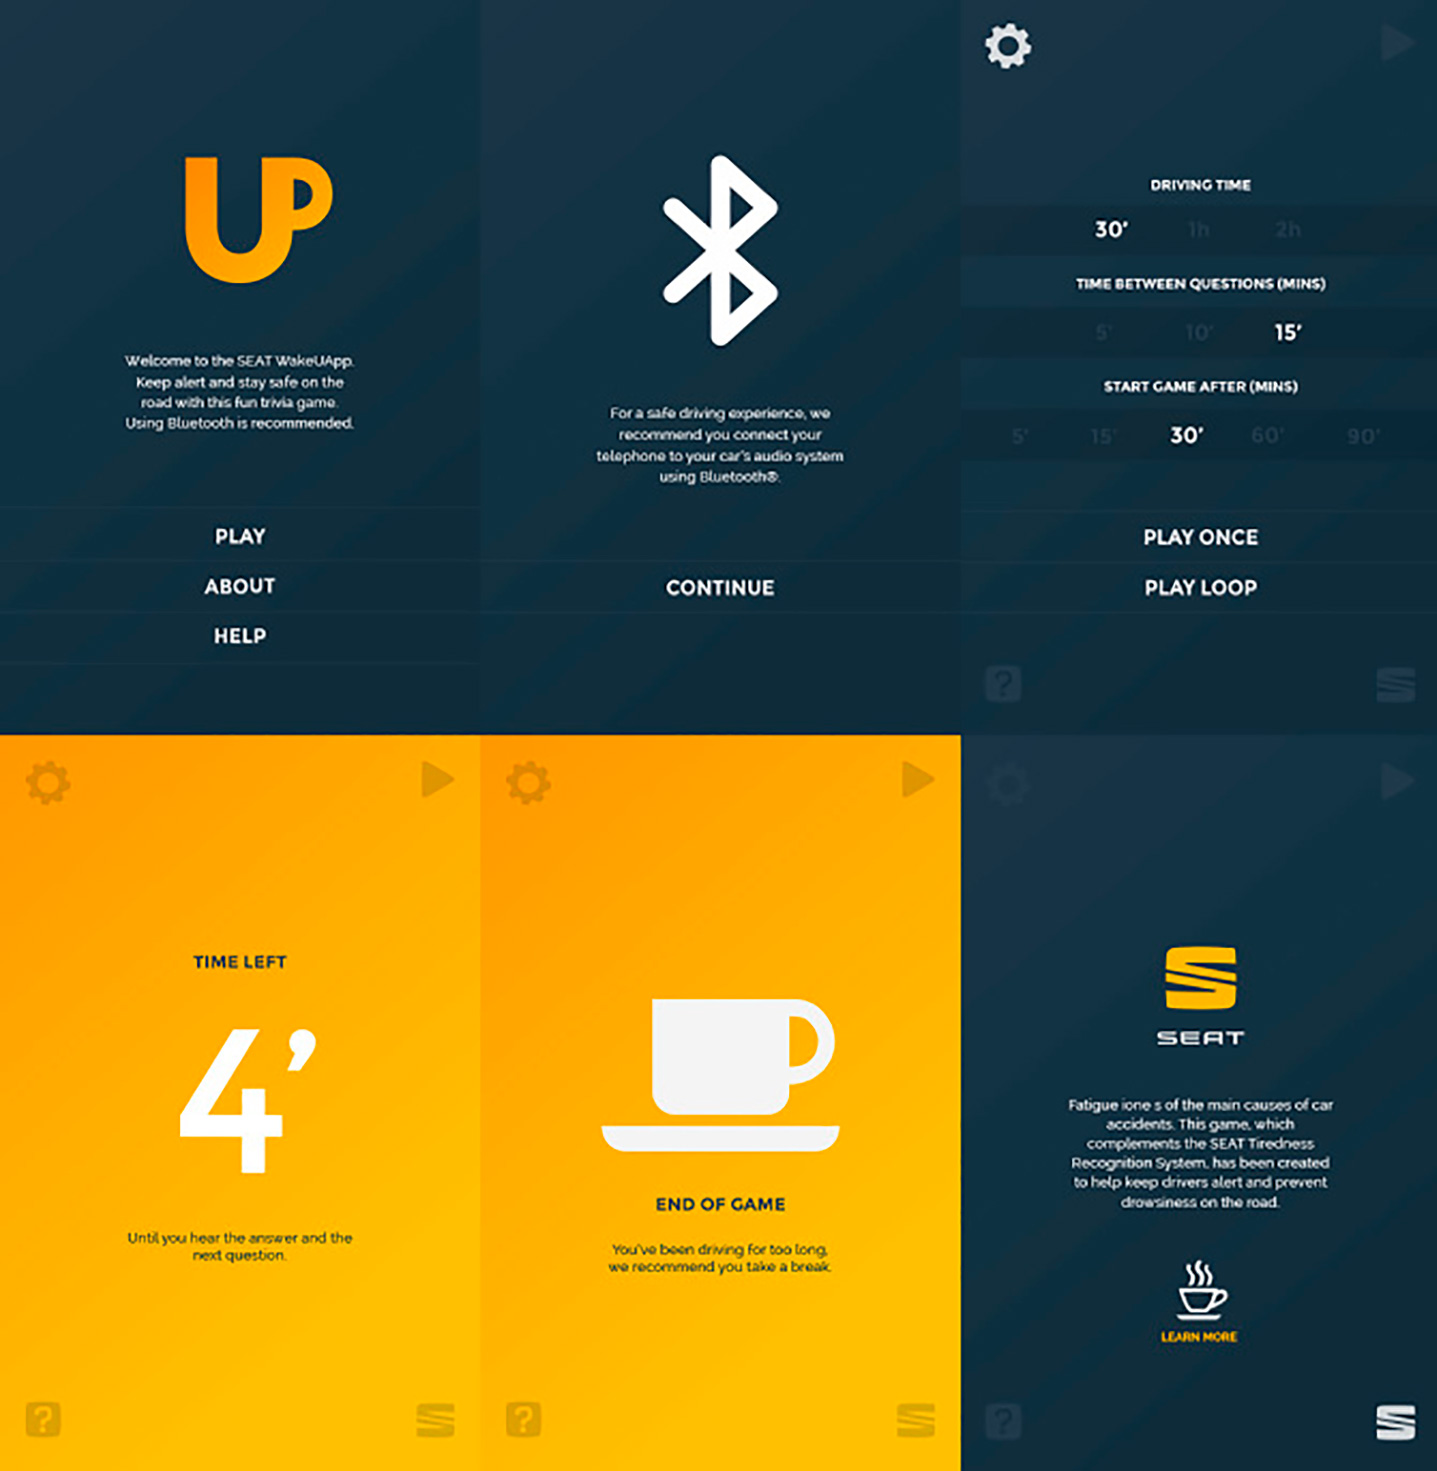 UP
Welcome to the SEAT WakeUApp.
Keep alert and stay safe on the
road with this fun trivia game.
Using Bluetooth is recommended.
PLAY
ABOUT
HELP
For a safe driving experience, we
recommend you connect your
telephone to your car's audio system
using Bluetooth®.
CONTINUE
DRIVING TIME
30' 1h 2h
TIME BETWEEN QUESTIONS (MINS)
5' 10' 15'
START GAME AFTER (MINS)
5' 15' 30' 60' 90'
PLAY ONCE
PLAY LOOP
?
TIME LEFT
4’
Until you hear the answer and the
next question.
?
END OF GAME
You've been driving for too long,
we recommend you take a break.
?
SEAT
Fatigue ione s of the main causes of car
accidents. This game, which
complements the SEAT Tiredness
Recognition System, has been created
to help keep drivers alert and prevent
drowsiness on the road.
LEARN MORE
?